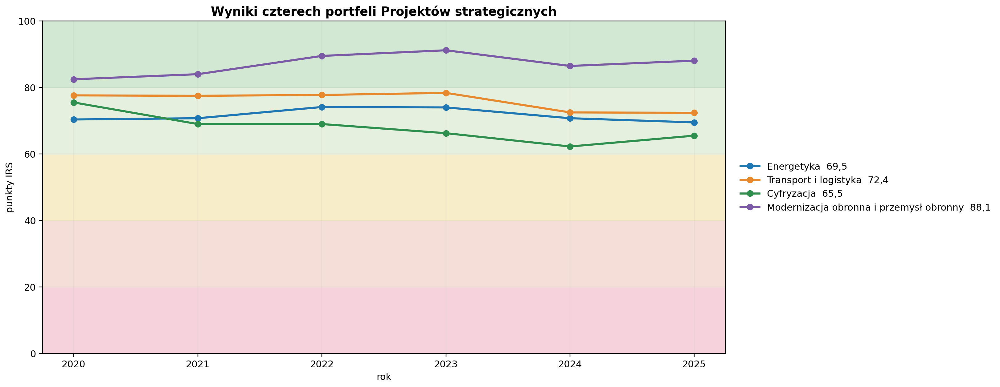 Wyniki czterech portfeli Projektów strategicznych
100
80
60
40
20
0
punkty IRS
2020 2021 2022 2023 2024 2025
rok
Energetyka 69,5
Transport i logistyka 72,4
Cyfryzacja 65,5
Modernizacja obronna i przemysł obronny 88,1